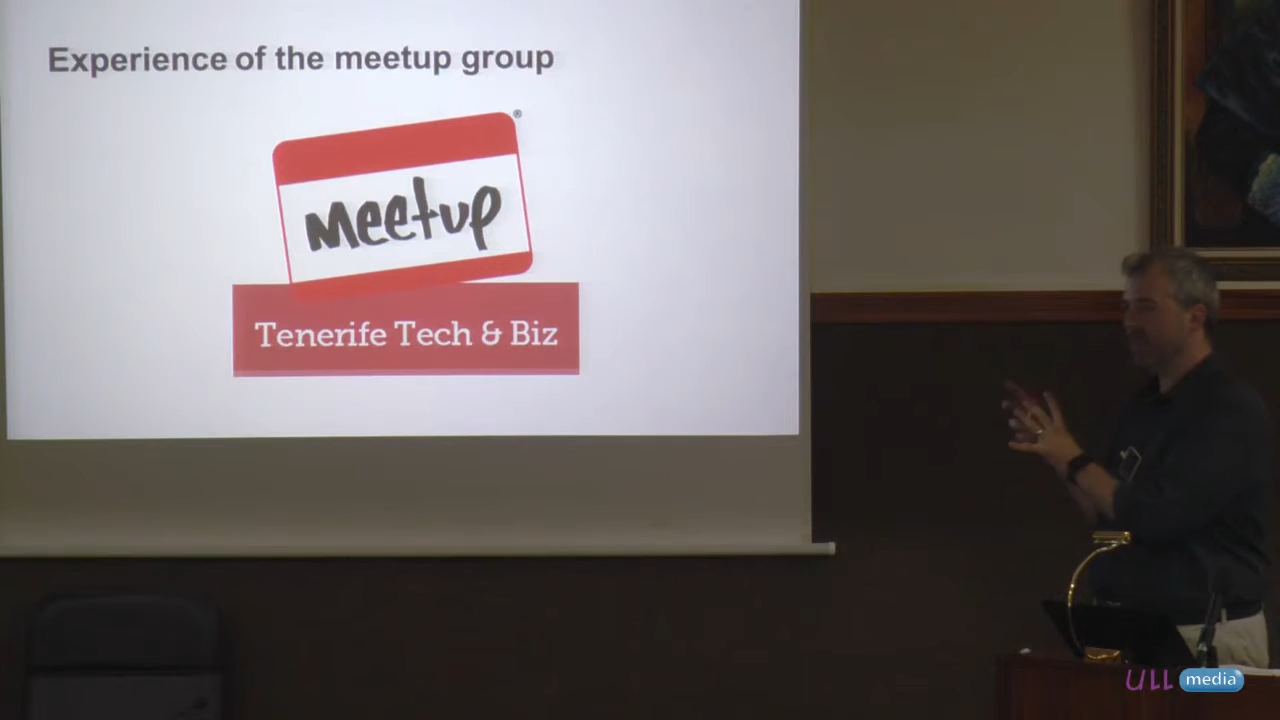 Experience of the meetup group
meetup®
Tenerife Tech & Biz
ULL media